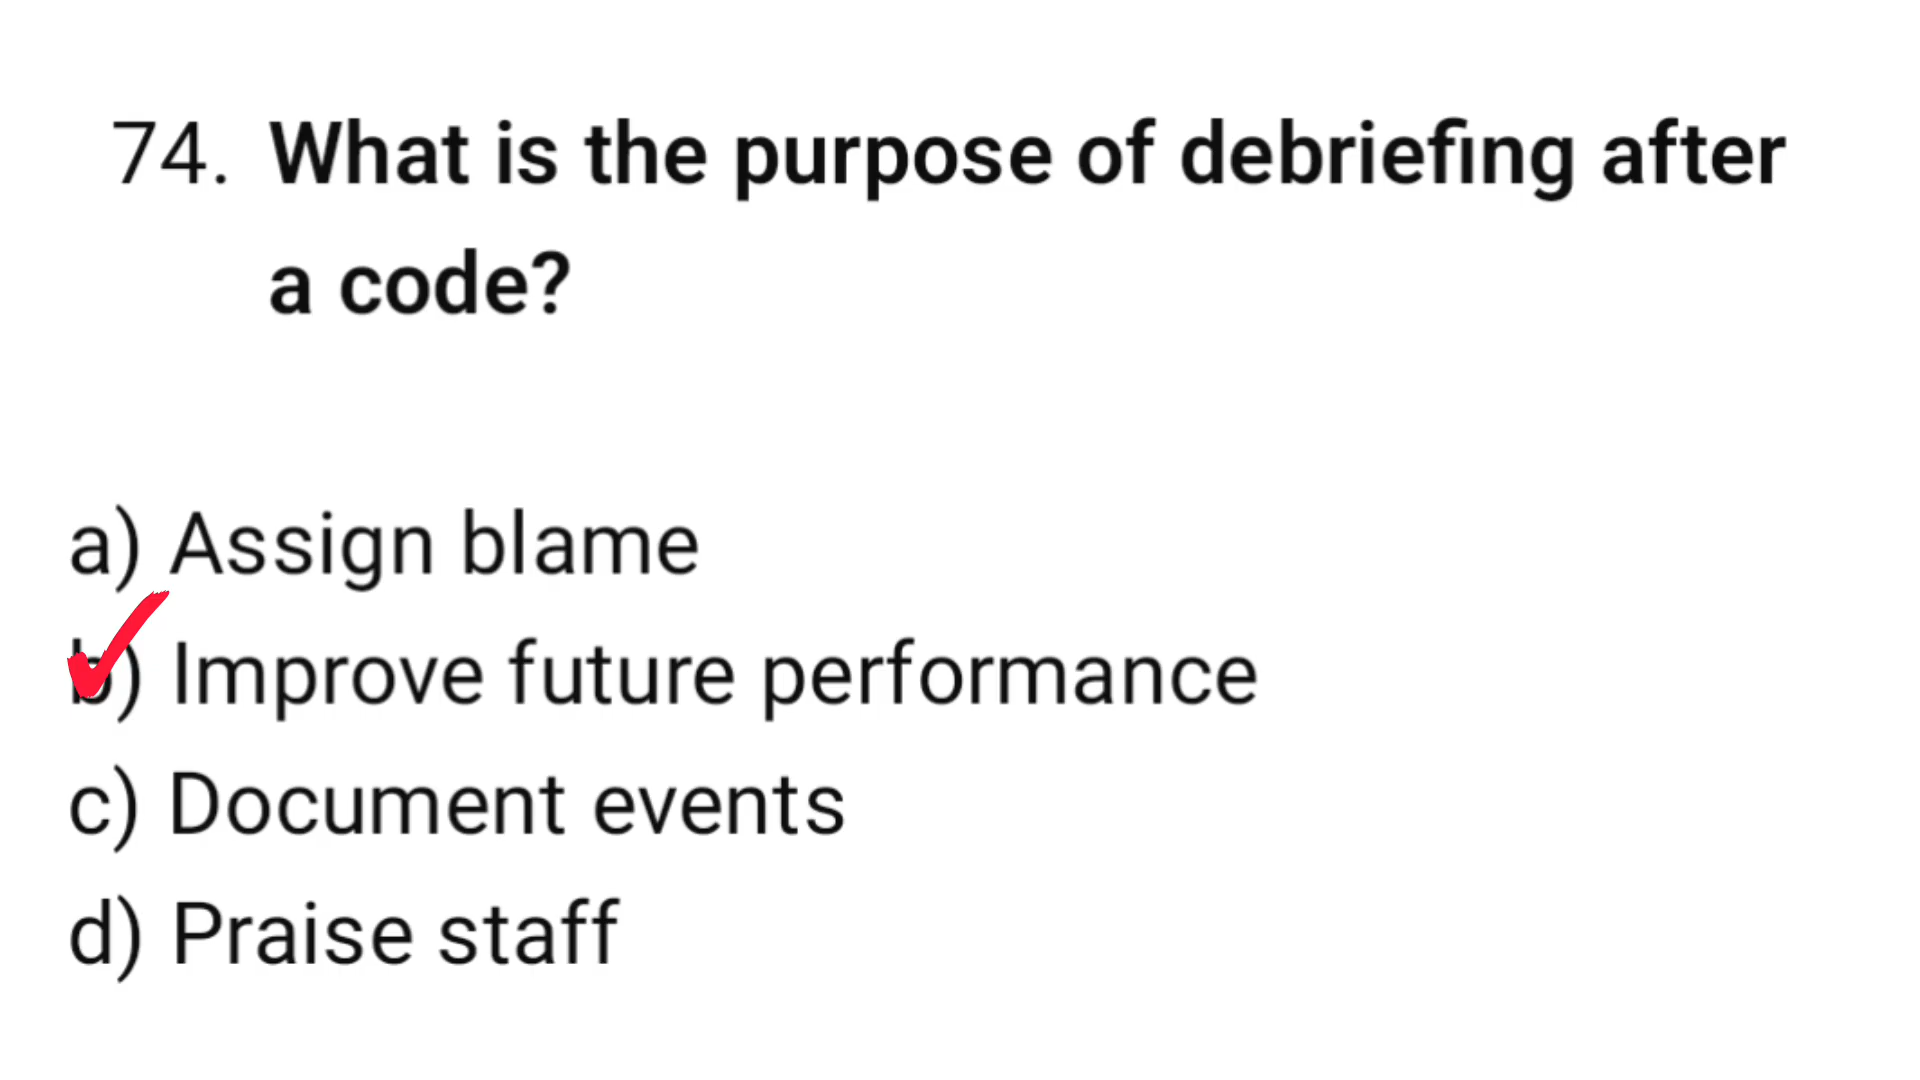 74. What is the purpose of debriefing after
a code?
a) Assign blame
b) Improve future performance
c) Document events
d) Praise staff